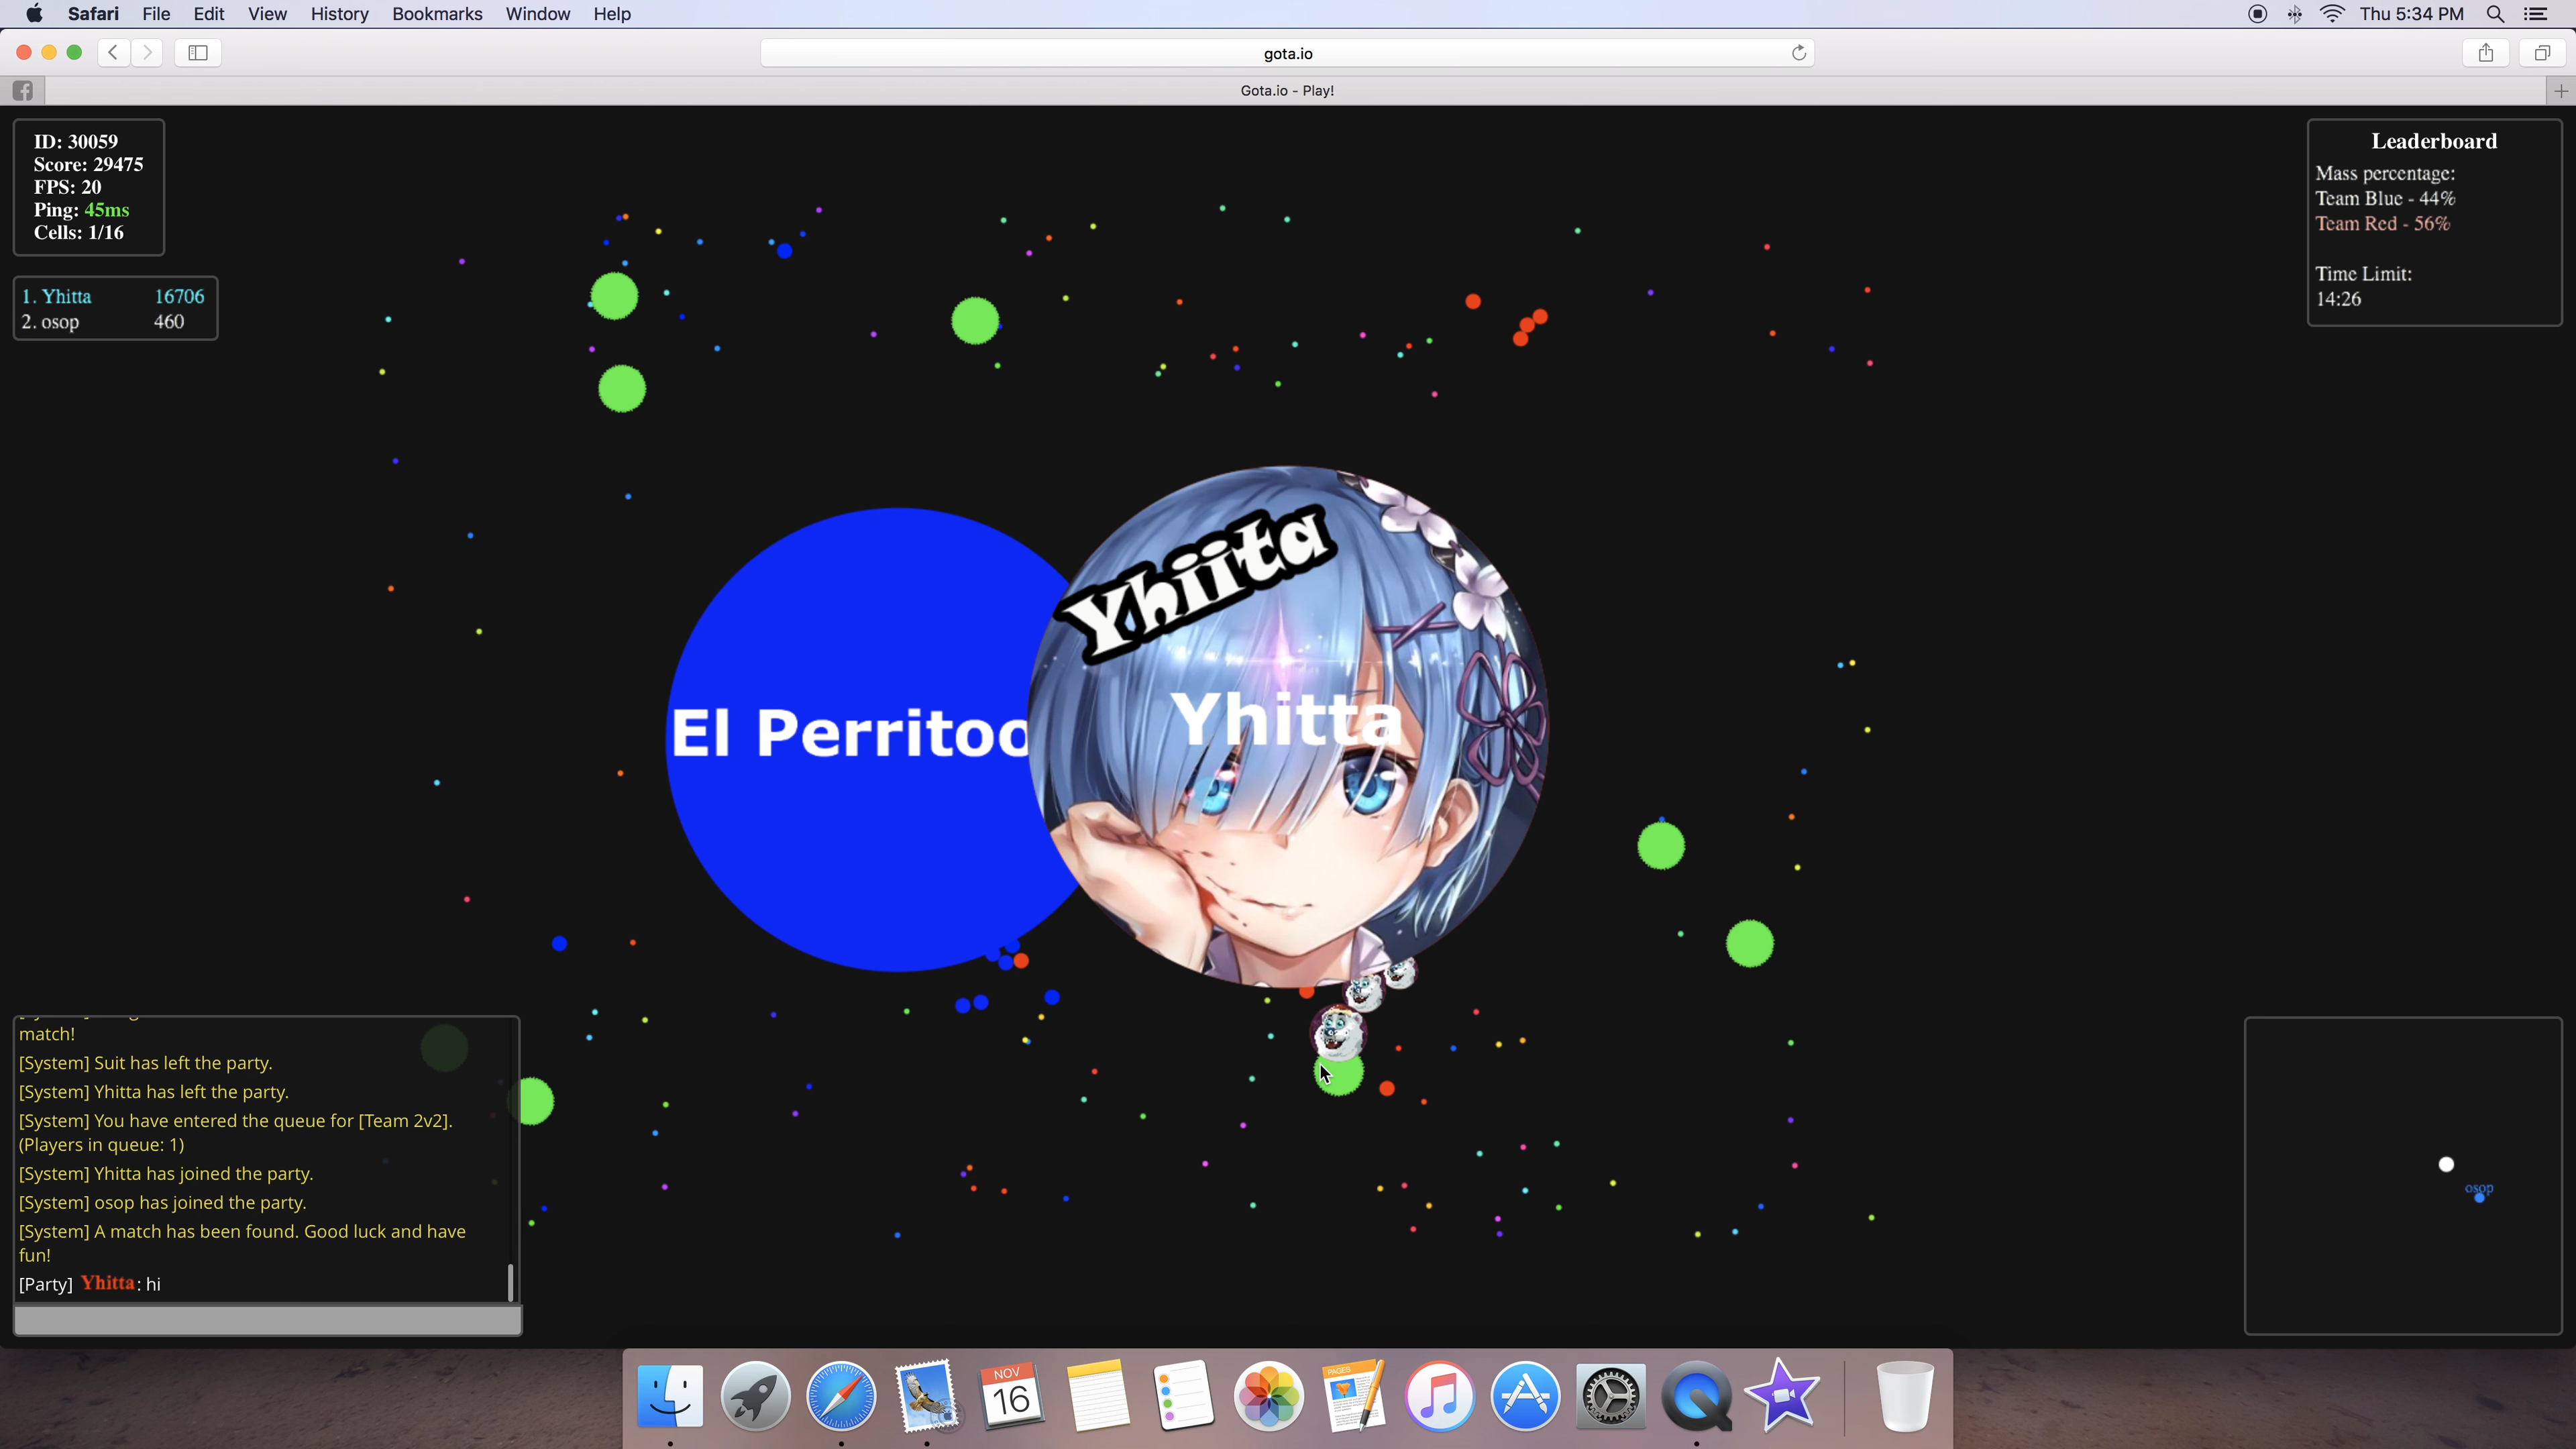 Safari File Edit View History Bookmarks Window Help Thu 5:34 PM
gota.io
Gota.io - Play!
ID: 30059
Score: 29475
FPS: 20
Ping: 45ms
Cells: 1/16
1. Yhitta 16706
2. osop 460
Leaderboard
Mass percentage:
Team Blue - 44%
Team Red - 56%
Time Limit:
14:26
Yhiita
El Perritoo
Yhitta
match!
[System] Suit has left the party.
[System] Yhitta has left the party.
[System] You have entered the queue for [Team 2v2].
(Players in queue: 1)
[System] Yhitta has joined the party.
[System] osop has joined the party.
[System] A match has been found. Good luck and have
fun!
[Party] Yhitta: hi
osop
NOV
16
PAGES